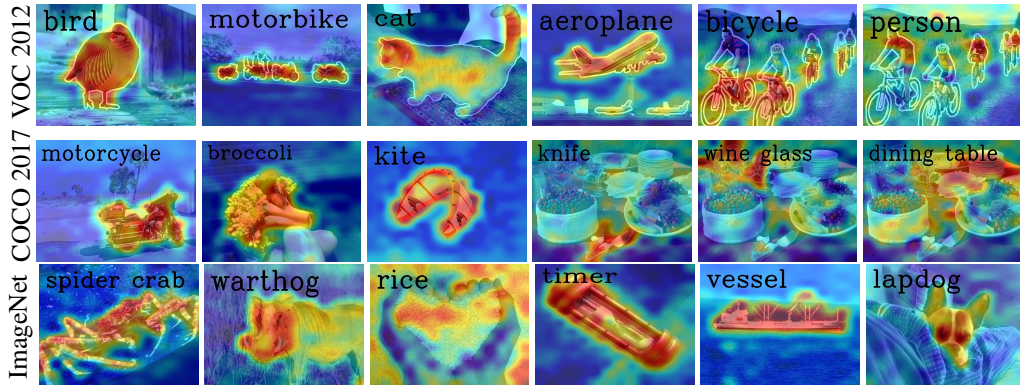 VOC 2012
bird
motorbike
cat
aeroplane
bicycle
person
COCO 2017
motorcycle
broccoli
kite
knife
wine glass
dining table
ImageNet
spider crab
warthog
rice
timer
vessel
lapdog